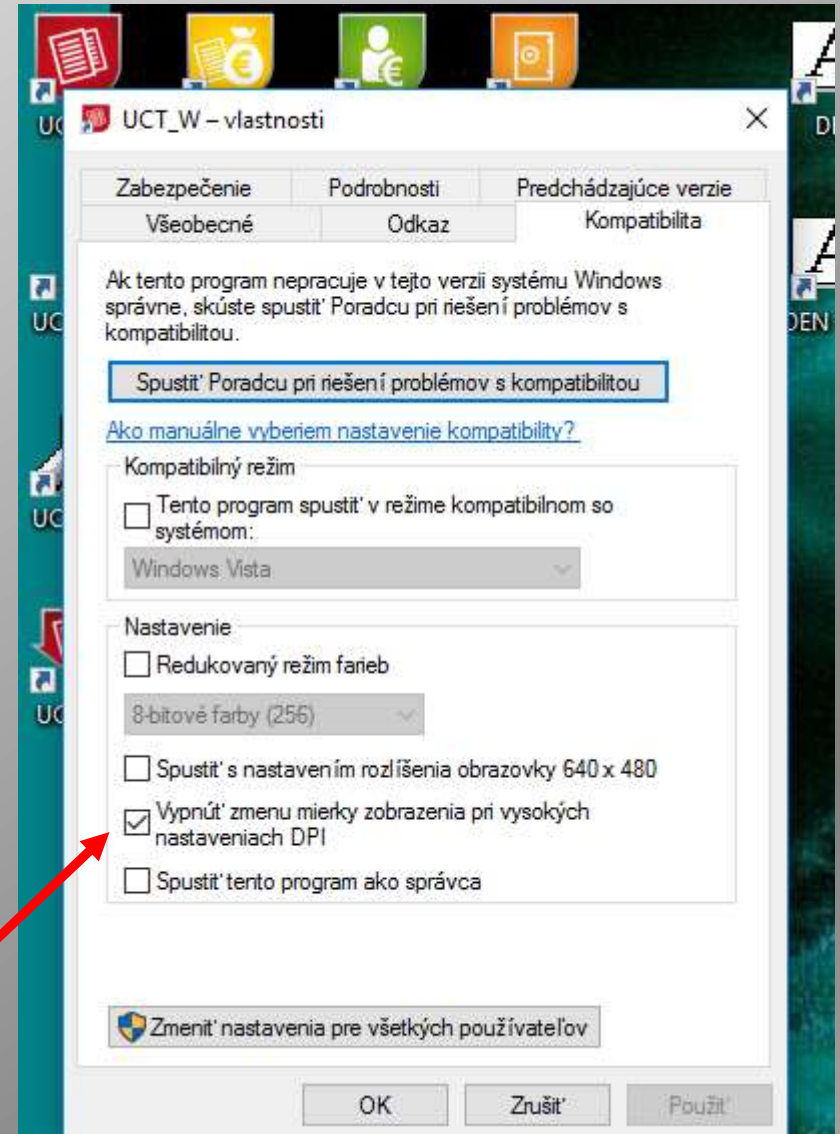 UCT_W – vlastnosti
Zabezpečenie Podrobnosti Predchádzajúce verzie
Všeobecné Odkaz Kompatibilita
Ak tento program nepracuje v tejto verzii systému Windows
správne, skúste spustiť Poradcu pri riešení problémov s
kompatibilitou.
Spustiť Poradcu pri riešení problémov s kompatibilitou
Ako manuálne vyberiem nastavenie kompatibility?
Kompatibilný režim
Tento program spustiť v režime kompatibilnom so
systémom:
Windows Vista
Nastavenie
Redukovaný režim farieb
8-bitové farby (256)
Spustiť s nastavením rozlíšenia obrazovky 640 x 480
Vypnúť zmenu mierky zobrazenia pri vysokých
nastaveniach DPI
Spustiť tento program ako správca
Zmeniť nastavenia pre všetkých používateľov
OK Zrušiť Použiť